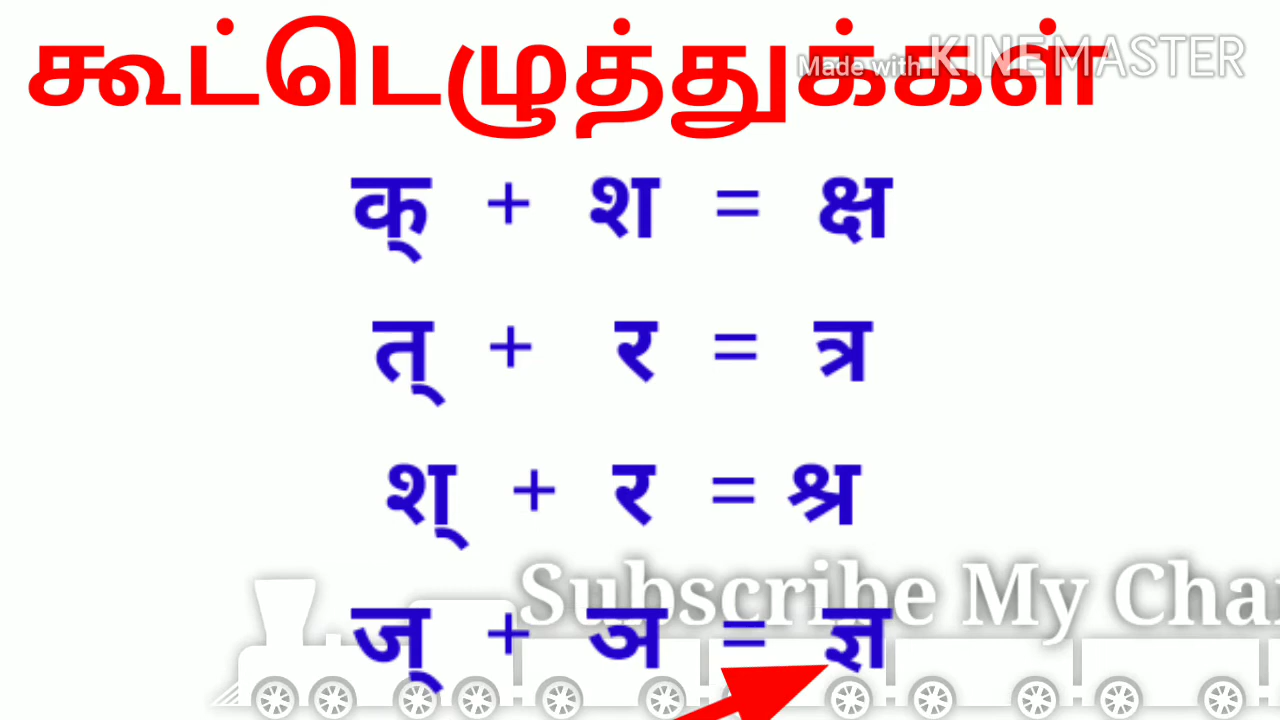 கூட்டெழுத்துக்கள்
Made with KINEMASTER
क् + श = क्ष
त् + र = त्र
श् + र = श्र
Subscribe My Cha
ज् + ञ = ज्ञ